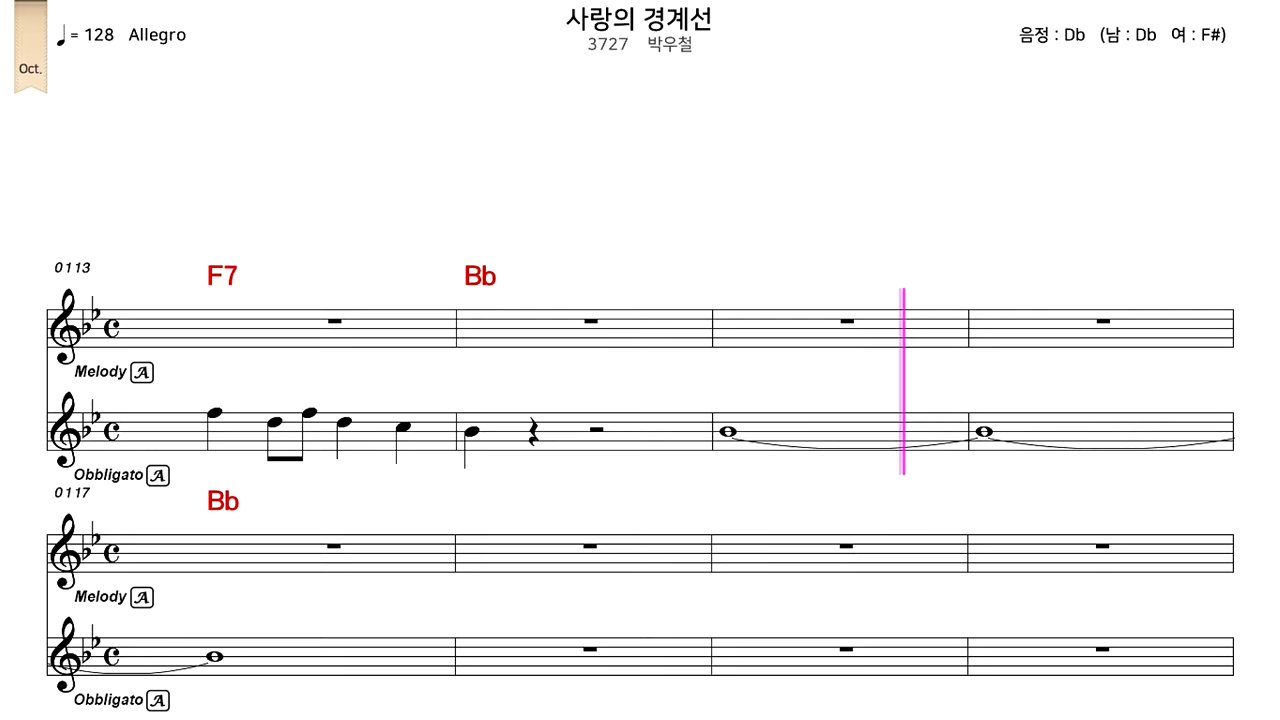 사랑의 경계선
♩= 128 Allegro
3727 박우철
음정 : Db (남 : Db 여 : F#)
Oct.
0113
F7 Bb
Melody A
Obbligato A
0117
Bb
Melody A
Obbligato A